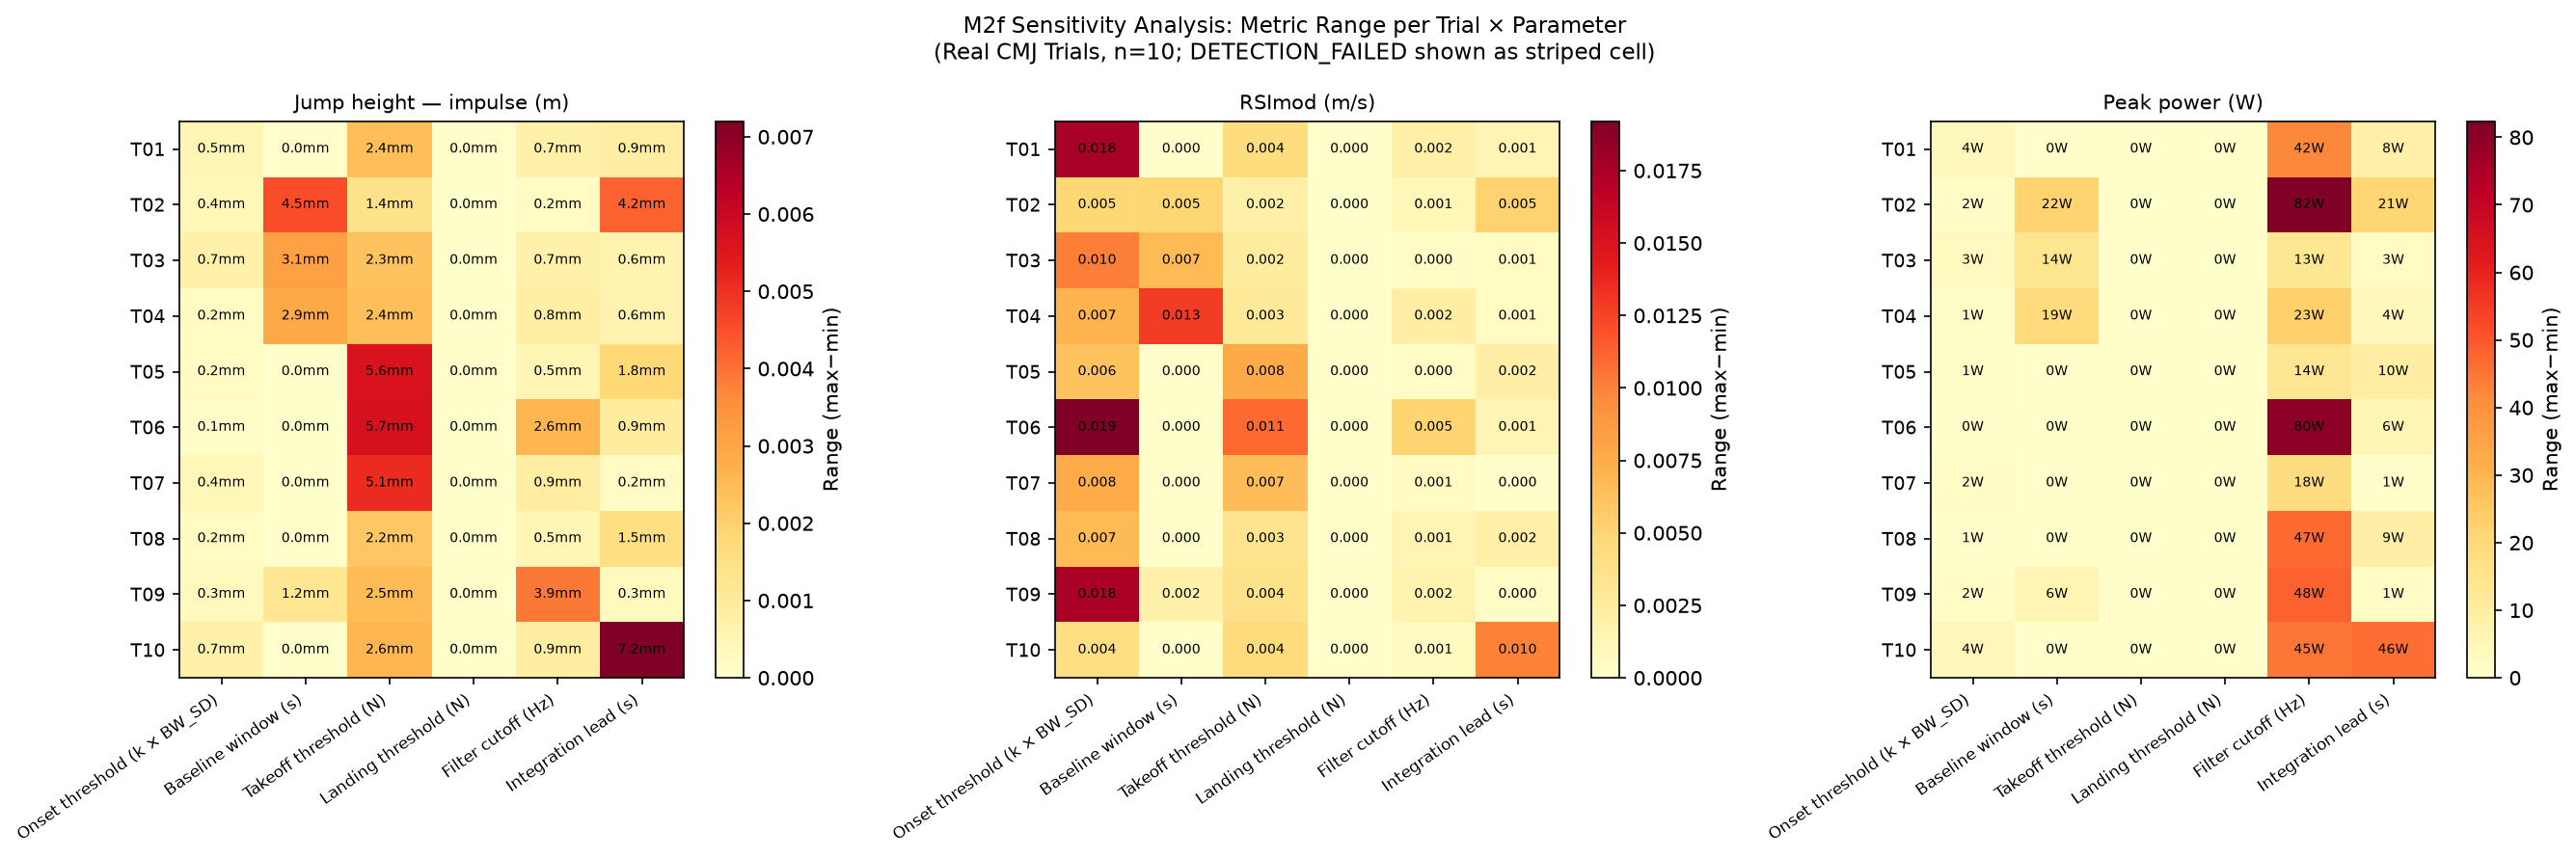 M2f Sensitivity Analysis: Metric Range per Trial × Parameter
(Real CMJ Trials, n=10; DETECTION_FAILED shown as striped cell)
Jump height — impulse (m)
T01 0.5mm 0.0mm 2.4mm 0.0mm 0.7mm 0.9mm
T02 0.4mm 4.5mm 1.4mm 0.0mm 0.2mm 4.2mm
T03 0.7mm 3.1mm 2.3mm 0.0mm 0.7mm 0.6mm
T04 0.2mm 2.9mm 2.4mm 0.0mm 0.8mm 0.6mm
T05 0.2mm 0.0mm 5.6mm 0.0mm 0.5mm 1.8mm
T06 0.1mm 0.0mm 5.7mm 0.0mm 2.6mm 0.9mm
T07 0.4mm 0.0mm 5.1mm 0.0mm 0.9mm 0.2mm
T08 0.2mm 0.0mm 2.2mm 0.0mm 0.5mm 1.5mm
T09 0.3mm 1.2mm 2.5mm 0.0mm 3.9mm 0.3mm
T10 0.7mm 0.0mm 2.6mm 0.0mm 0.9mm 7.2mm
Onset threshold (k × BW_SD)
Baseline window (s)
Takeoff threshold (N)
Landing threshold (N)
Filter cutoff (Hz)
Integration lead (s)
0.007
0.006
0.005
0.004
0.003
0.002
0.001
0.000
Range (max−min)
RSImod (m/s)
T01 0.018 0.000 0.004 0.000 0.002 0.001
T02 0.005 0.005 0.002 0.000 0.001 0.005
T03 0.010 0.007 0.002 0.000 0.000 0.001
T04 0.007 0.013 0.003 0.000 0.002 0.001
T05 0.006 0.000 0.008 0.000 0.000 0.002
T06 0.019 0.000 0.011 0.000 0.005 0.001
T07 0.008 0.000 0.007 0.000 0.001 0.000
T08 0.007 0.000 0.003 0.000 0.001 0.002
T09 0.018 0.002 0.004 0.000 0.002 0.000
T10 0.004 0.000 0.004 0.000 0.001 0.010
Onset threshold (k × BW_SD)
Baseline window (s)
Takeoff threshold (N)
Landing threshold (N)
Filter cutoff (Hz)
Integration lead (s)
0.0175
0.0150
0.0125
0.0100
0.0075
0.0050
0.0025
0.0000
Range (max−min)
Peak power (W)
T01 4W 0W 0W 0W 42W 8W
T02 2W 22W 0W 0W 82W 21W
T03 3W 14W 0W 0W 13W 3W
T04 1W 19W 0W 0W 23W 4W
T05 1W 0W 0W 0W 14W 10W
T06 0W 0W 0W 0W 80W 6W
T07 2W 0W 0W 0W 18W 1W
T08 1W 0W 0W 0W 47W 9W
T09 2W 6W 0W 0W 48W 1W
T10 4W 0W 0W 0W 45W 46W
Onset threshold (k × BW_SD)
Baseline window (s)
Takeoff threshold (N)
Landing threshold (N)
Filter cutoff (Hz)
Integration lead (s)
80
70
60
50
40
30
20
10
0
Range (max−min)